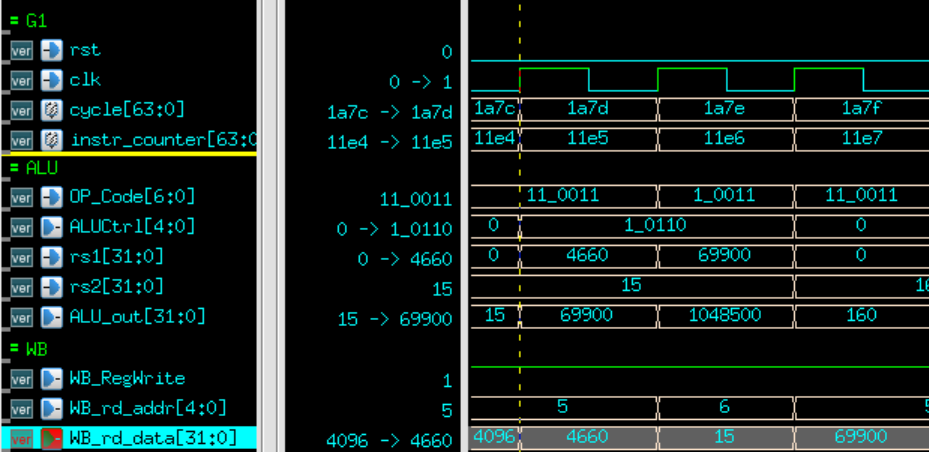 = G1
ver rst 0
ver clk 0 -> 1
ver cycle[63:0] 1a7c -> 1a7d 1a7c 1a7d 1a7e 1a7f
ver instr_counter[63:0 11e4 -> 11e5 11e4 11e5 11e6 11e7
= ALU
ver OP_Code[6:0] 11_0011 11_0011 1_0011 11_0011
ver ALUCtrl[4:0] 0 -> 1_0110 0 1_0110 0
ver rs1[31:0] 0 -> 4660 0 4660 69900 0
ver rs2[31:0] 15 15
ver ALU_out[31:0] 15 -> 69900 15 69900 1048500 160
= WB
ver WB_RegWrite 1
ver WB_rd_addr[4:0] 5 5 6
ver WB_rd_data[31:0] 4096 -> 4660 4096 4660 15 69900